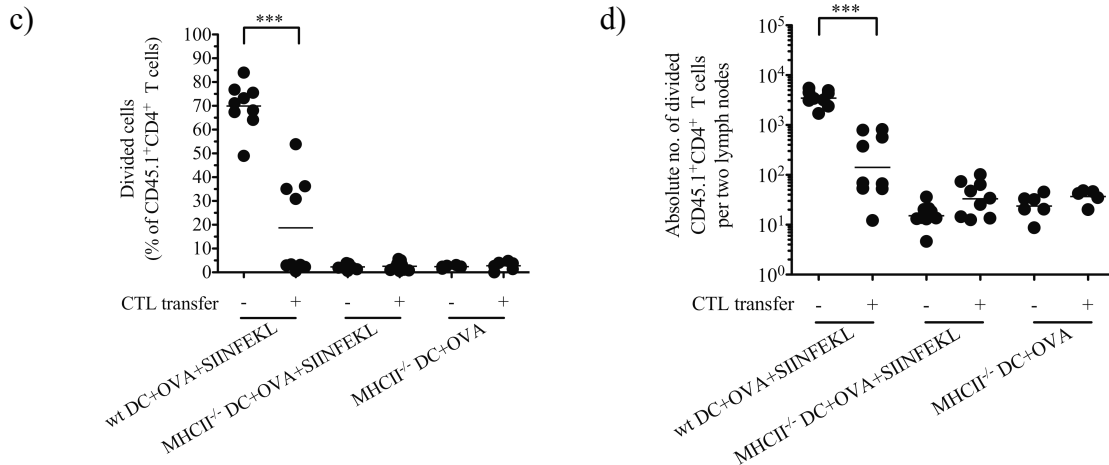 c)
Divided cells
(% of CD45.1⁺CD4⁺ T cells)
***
100
90
80
70
60
50
40
30
20
10
0
CTL transfer - + - + - +
wt DC+OVA+SIINFEKL
MHCII⁻/⁻ DC+OVA+SIINFEKL
MHCII⁻/⁻ DC+OVA
d)
Absolute no. of divided
CD45.1⁺CD4⁺ T cells
per two lymph nodes
***
10⁵
10⁴
10³
10²
10¹
10⁰
CTL transfer - + - + - +
wt DC+OVA+SIINFEKL
MHCII⁻/⁻ DC+OVA+SIINFEKL
MHCII⁻/⁻ DC+OVA